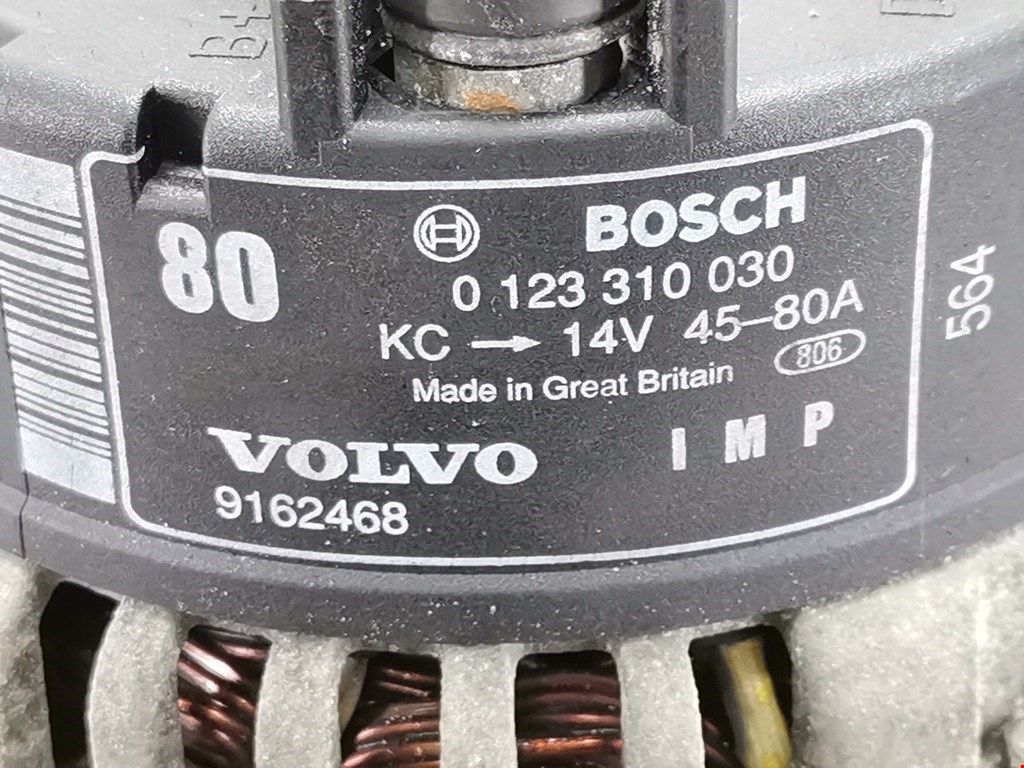 B+
80
BOSCH
0 123 310 030
KC → 14V 45–80A
806
Made in Great Britain
I M P
VOLVO
9162468
564